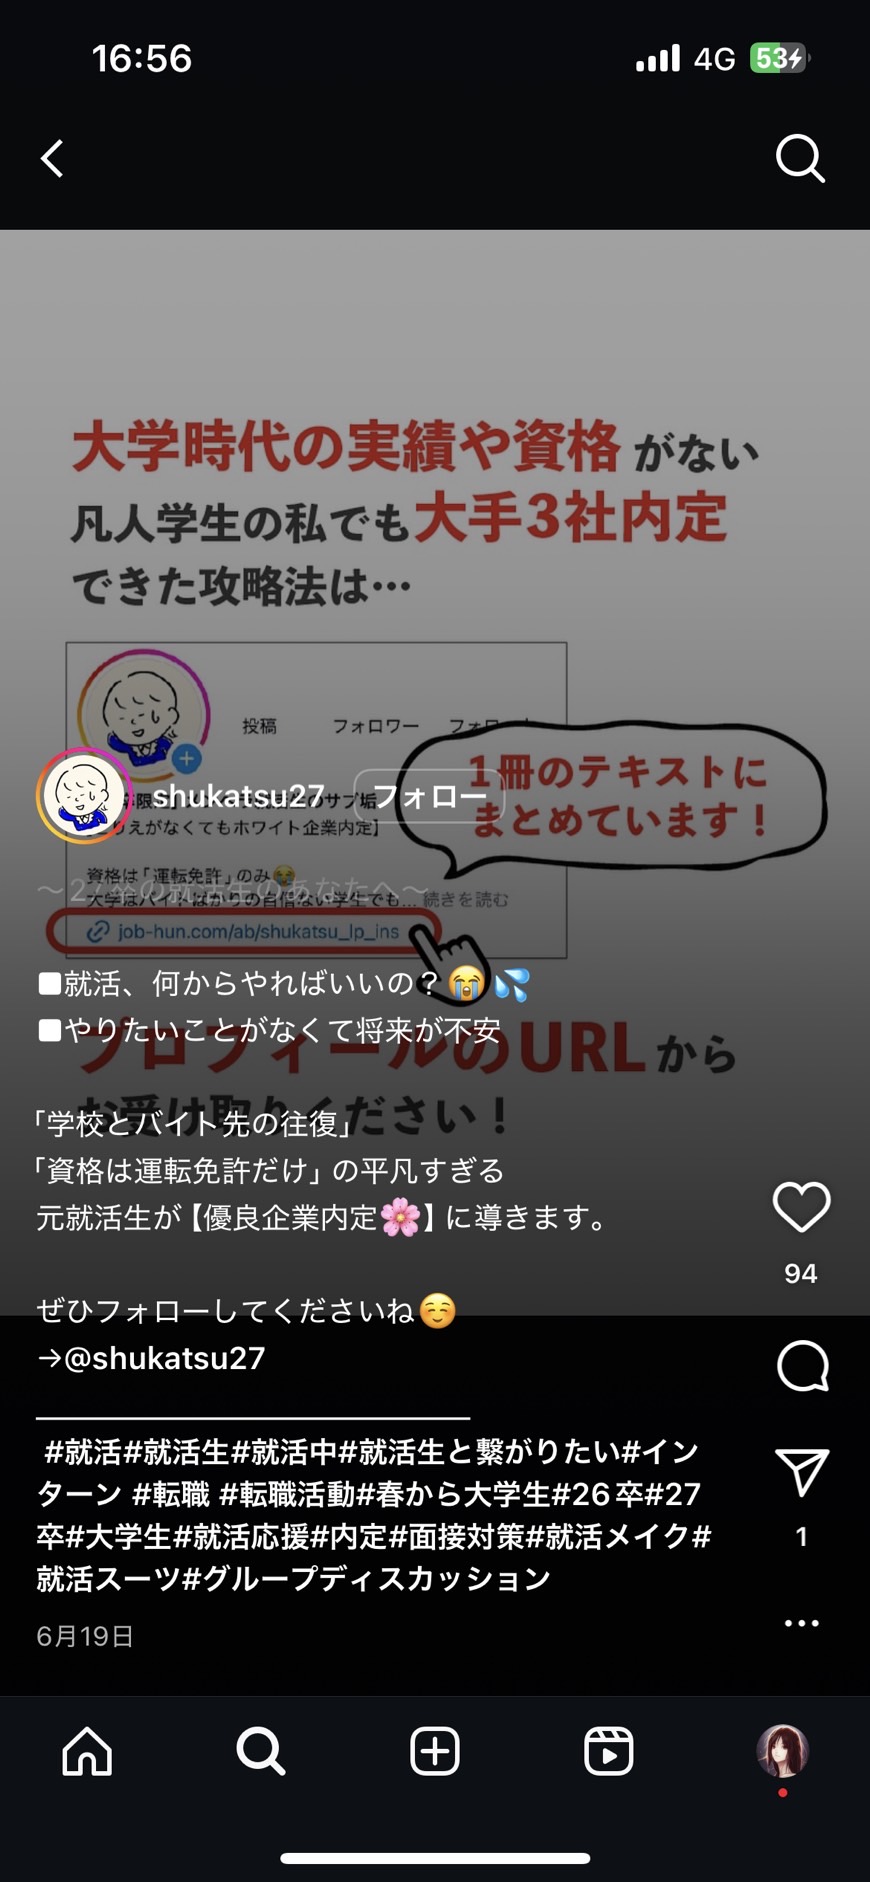 16:56
4G 53
大学時代の実績や資格がない
凡人学生の私でも大手3社内定
できた攻略法は…
投稿 フォロワー フォロー
1冊のテキストに
まとめています！
shukatsu27 フォロー
のサブ垢
えがなくてもホワイト企業内定】
資格は「運転免許」のみ😂
〜27卒の就活生のあなたへ〜
大学はバイトばかりの自信ない学生でも... 続きを読む
job-hun.com/ab/shukatsu_lp_ins
■就活、何からやればいいの？😭💦
■やりたいことがなくて将来が不安
プロフィールのURLから
お受け取りください！
「学校とバイト先の往復」
「資格は運転免許だけ」の平凡すぎる
元就活生が【優良企業内定🌸】に導きます。
94
ぜひフォローしてくださいね☺️
→@shukatsu27
#就活#就活生#就活中#就活生と繋がりたい#イン
ターン #転職 #転職活動#春から大学生#26卒#27
卒#大学生#就活応援#内定#面接対策#就活メイク#
就活スーツ#グループディスカッション
1
6月19日